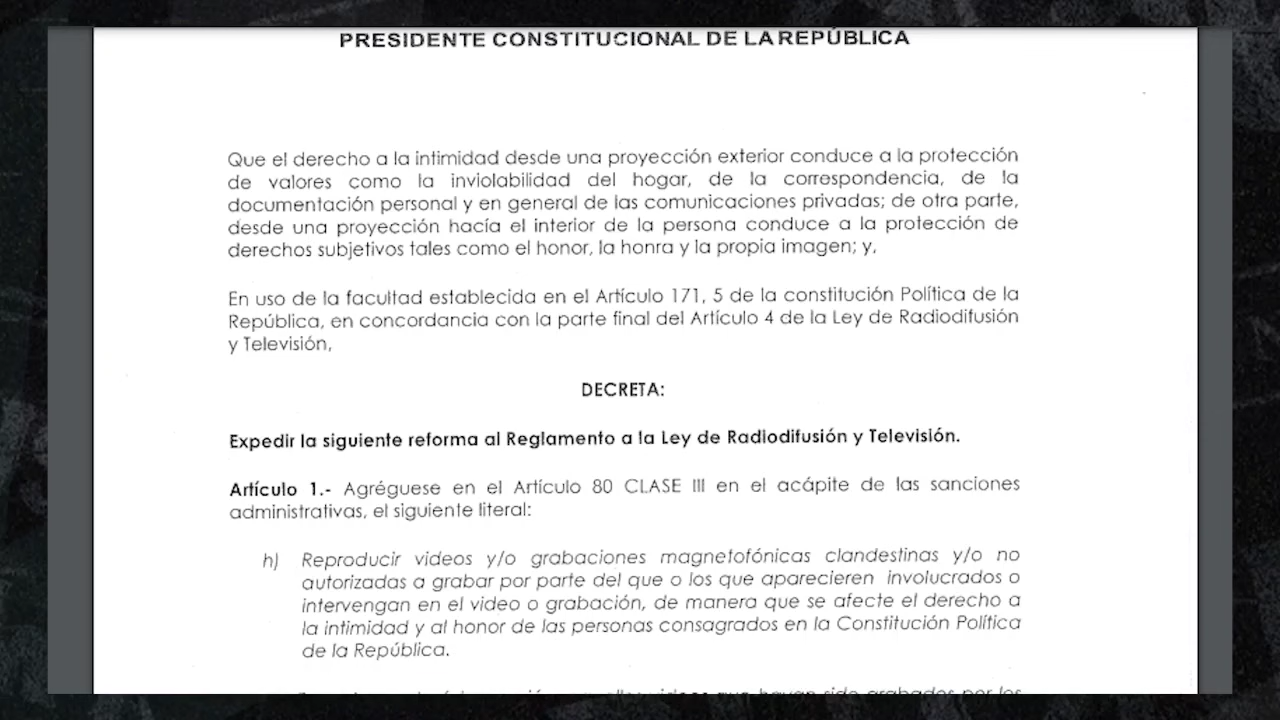 PRESIDENTE CONSTITUCIONAL DE LA REPÚBLICA
Que el derecho a la intimidad desde una proyección exterior conduce a la protección
de valores como la inviolabilidad del hogar, de la correspondencia, de la
documentación personal y en general de las comunicaciones privadas; de otra parte,
desde una proyección hacía el interior de la persona conduce a la protección de
derechos subjetivos tales como el honor, la honra y la propia imagen; y,
En uso de la facultad establecida en el Artículo 171, 5 de la constitución Política de la
República, en concordancia con la parte final del Artículo 4 de la Ley de Radiodifusión
y Televisión,
DECRETA:
Expedir la siguiente reforma al Reglamento a la Ley de Radiodifusión y Televisión.
Artículo 1.- Agréguese en el Artículo 80 CLASE III en el acápite de las sanciones
administrativas, el siguiente literal:
h) Reproducir videos y/o grabaciones magnetofónicas clandestinas y/o no
autorizadas a grabar por parte del que o los que aparecieren involucrados o
intervengan en el video o grabación, de manera que se afecte el derecho a
la intimidad y al honor de las personas consagrados en la Constitución Política
de la República.
videos que hayan sido grabados por los